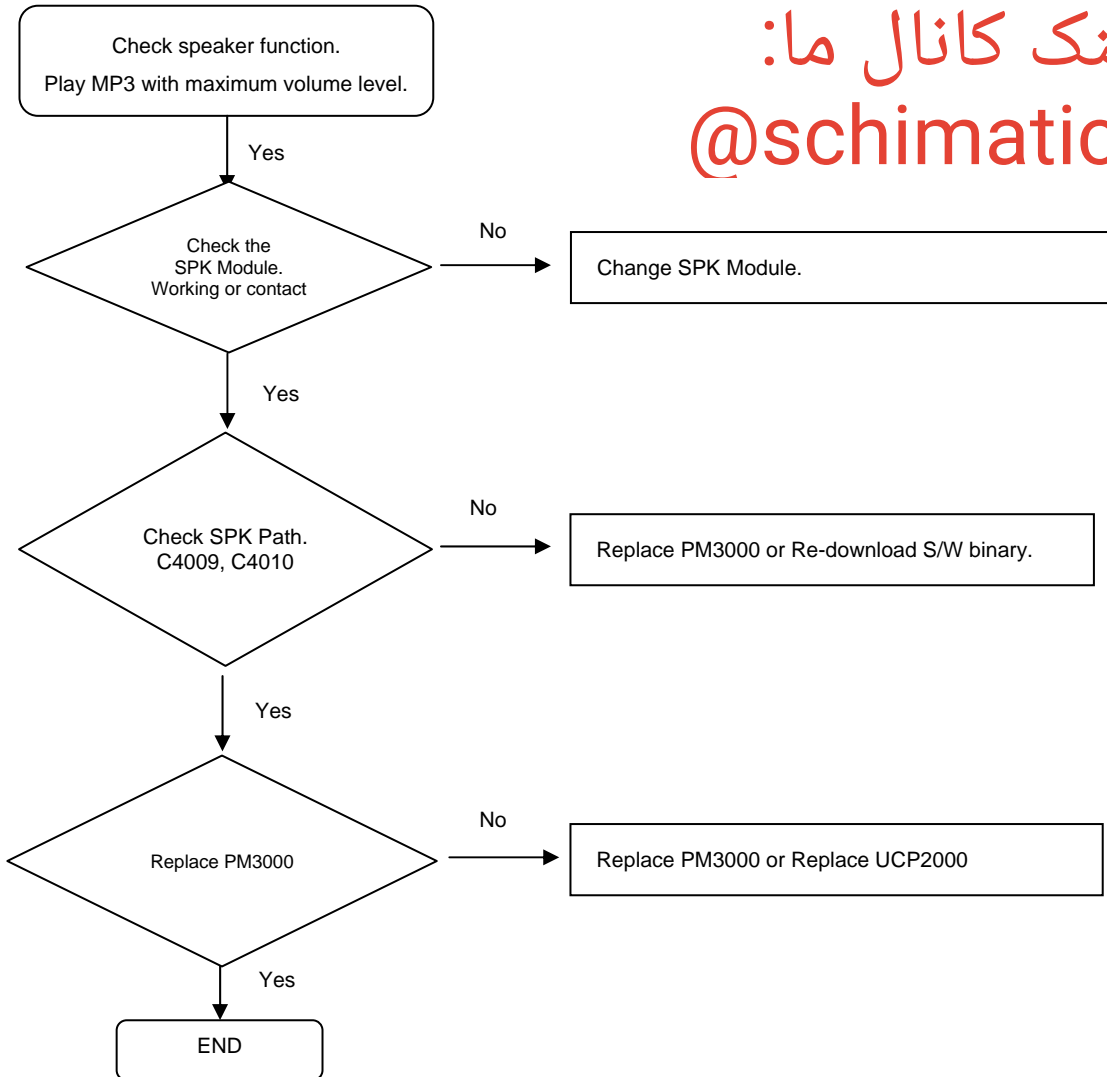 Check speaker function.
Play MP3 with maximum volume level.
کانال ما:
@schimatic
Yes
Check the
SPK Module.
Working or contact
No
Change SPK Module.
Yes
Check SPK Path.
C4009, C4010
No
Replace PM3000 or Re-download S/W binary.
Yes
Replace PM3000
No
Replace PM3000 or Replace UCP2000
Yes
END